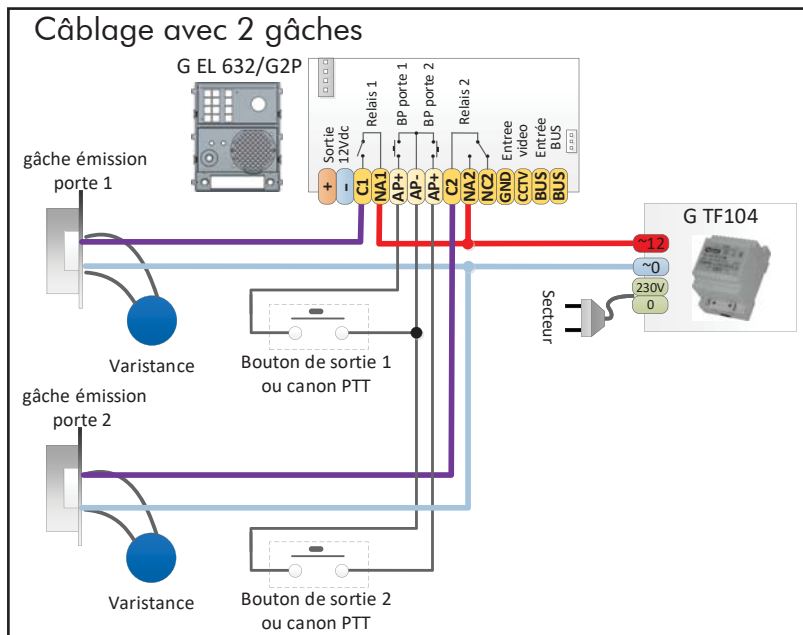 Câblage avec 2 gâches
G EL 632/G2P
Relais 1
BP porte 1
BP porte 2
Relais 2
Sortie
12Vdc
Entree
video
Entrée
BUS
+
-
C1
NA1
AP+
AP-
AP+
C2
NA2
NC2
GND
CCTV
BUS
BUS
gâche émission
porte 1
G TF104
~12
~0
230V
0
Secteur
Varistance
Bouton de sortie 1
ou canon PTT
gâche émission
porte 2
Varistance
Bouton de sortie 2
ou canon PTT